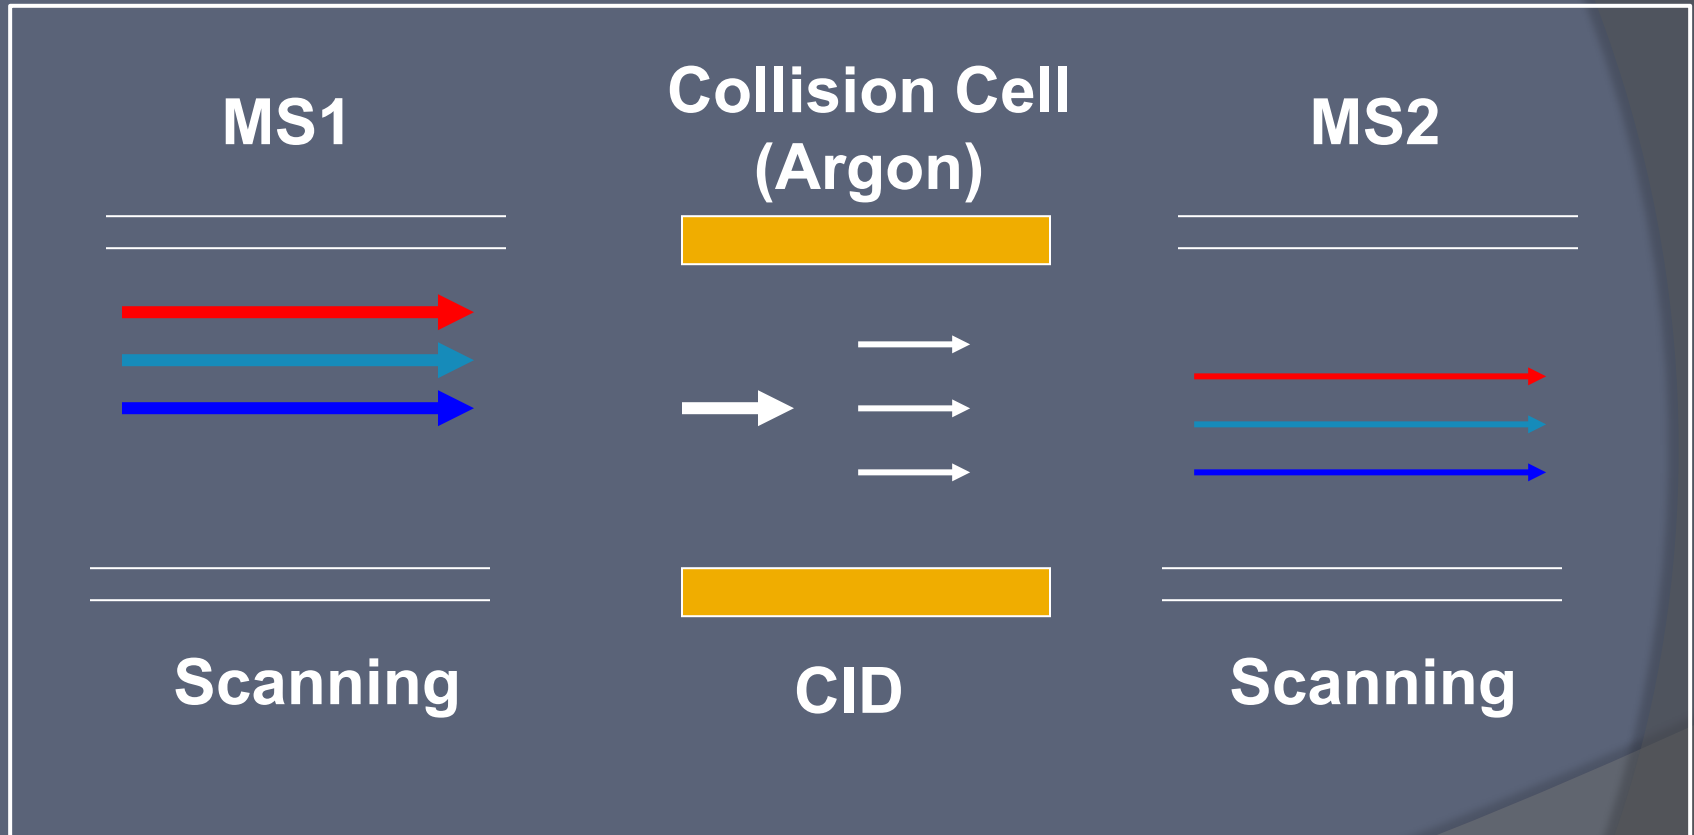 MS1
Collision Cell
(Argon)
MS2
Scanning
CID
Scanning